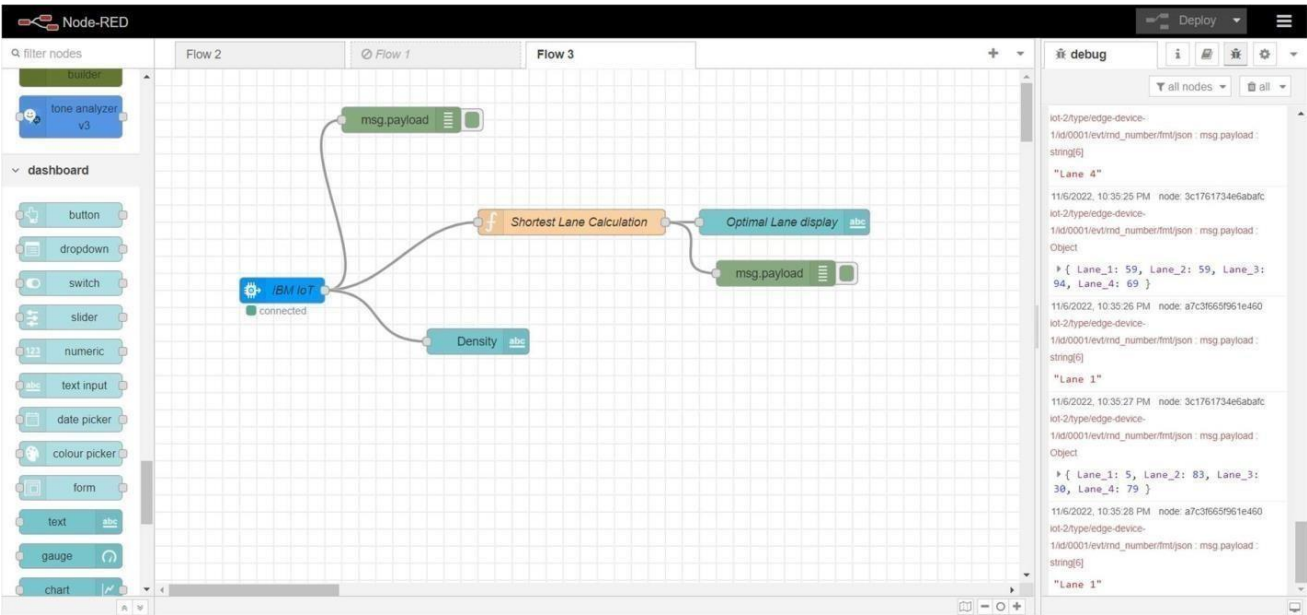 Node-RED
Deploy
filter nodes
builder
tone analyzer
v3
dashboard
button
dropdown
switch
slider
123
numeric
abc
text input
date picker
colour picker
form
text
abc
gauge
chart
Flow 2
Flow 1
Flow 3
msg.payload
Shortest Lane Calculation
Optimal Lane display
abc
msg.payload
IBM IoT
connected
Density
abc
debug
i
all nodes
all
iot-2/type/edge-device-
1/id/0001/evt/rnd_number/fmt/json : msg.payload :
string[6]
"Lane 4"
11/6/2022, 10:35:25 PM node: 3c1761734e6abafc
iot-2/type/edge-device-
1/id/0001/evt/rnd_number/fmt/json : msg.payload :
Object
{ Lane_1: 59, Lane_2: 59, Lane_3:
94, Lane_4: 69 }
11/6/2022, 10:35:26 PM node: a7c3f665f961e460
iot-2/type/edge-device-
1/id/0001/evt/rnd_number/fmt/json : msg.payload :
string[6]
"Lane 1"
11/6/2022, 10:35:27 PM node: 3c1761734e6abafc
iot-2/type/edge-device-
1/id/0001/evt/rnd_number/fmt/json : msg.payload :
Object
{ Lane_1: 5, Lane_2: 83, Lane_3:
30, Lane_4: 79 }
11/6/2022, 10:35:28 PM node: a7c3f665f961e460
iot-2/type/edge-device-
1/id/0001/evt/rnd_number/fmt/json : msg.payload :
string[6]
"Lane 1"